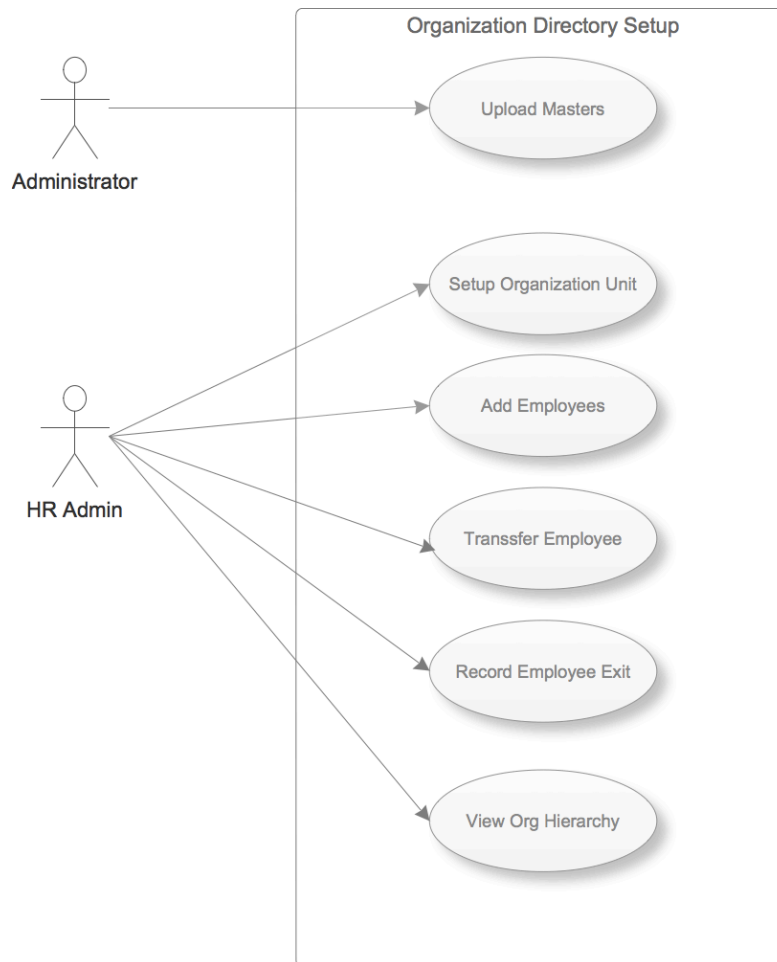 Organization Directory Setup
Upload Masters
Administrator
Setup Organization Unit
Add Employees
HR Admin
Transsfer Employee
Record Employee Exit
View Org Hierarchy